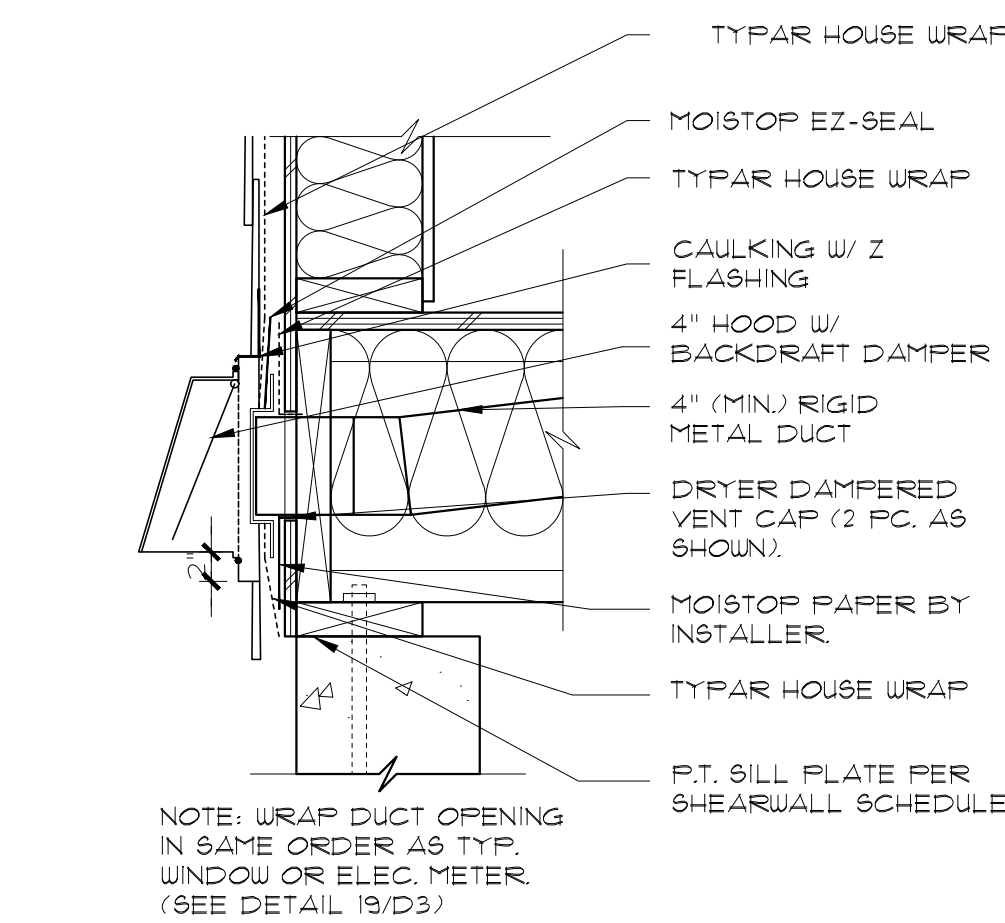 TYPAR HOUSE WRAP
MOISTOP EZ-SEAL
TYPAR HOUSE WRAP
CAULKING W/ Z
FLASHING
4" HOOD W/
BACKDRAFT DAMPER
4" (MIN.) RIGID
METAL DUCT
DRYER DAMPERED
VENT CAP (2 PC. AS
SHOWN).
2"
MOISTOP PAPER BY
INSTALLER.
TYPAR HOUSE WRAP
P.T. SILL PLATE PER
SHEARWALL SCHEDULE
NOTE: WRAP DUCT OPENING
IN SAME ORDER AS TYP.
WINDOW OR ELEC. METER.
(SEE DETAIL 19/D3)